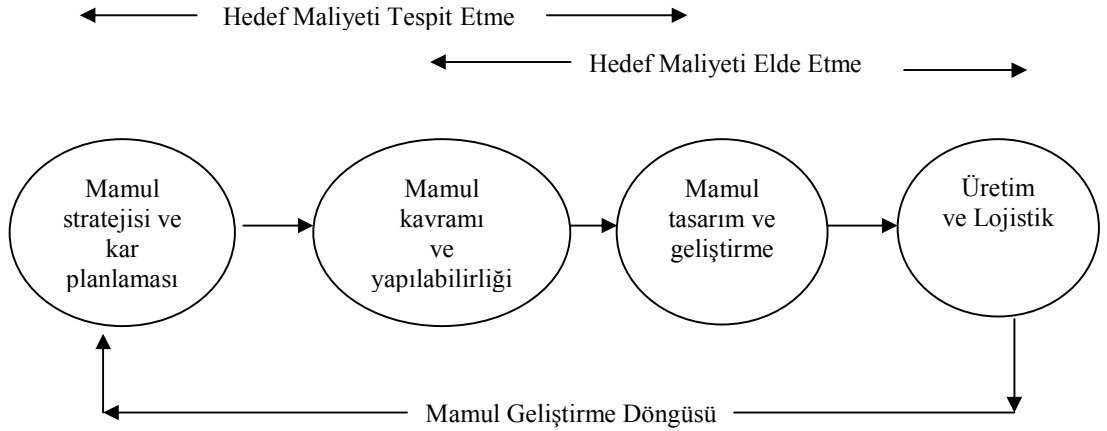 Hedef Maliyeti Tespit Etme
Hedef Maliyeti Elde Etme
Mamul
stratejisi ve
kar
planlaması
Mamul
kavramı
ve
yapılabilirliği
Mamul
tasarım ve
geliştirme
Üretim
ve Lojistik
Mamul Geliştirme Döngüsü